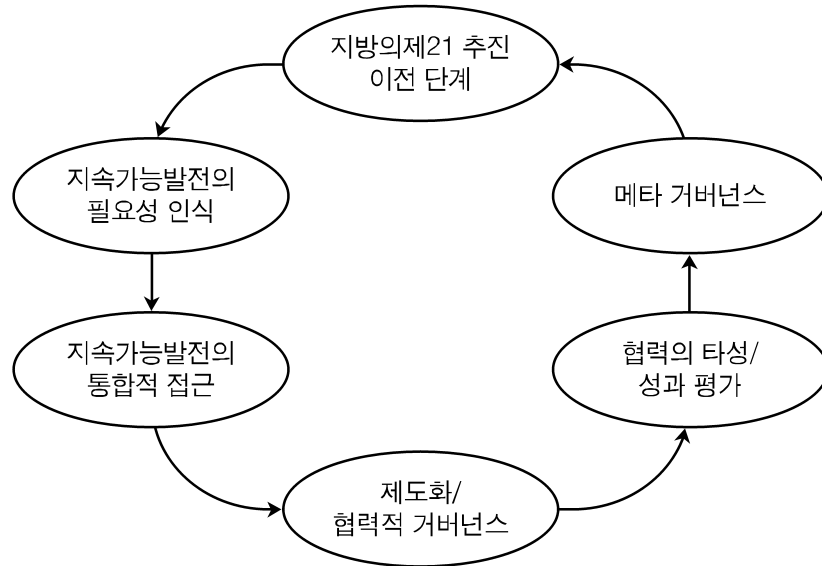 지방의제21 추진
이전 단계
지속가능발전의
필요성 인식
메타 거버넌스
지속가능발전의
통합적 접근
협력의 타성/
성과 평가
제도화/
협력적 거버넌스